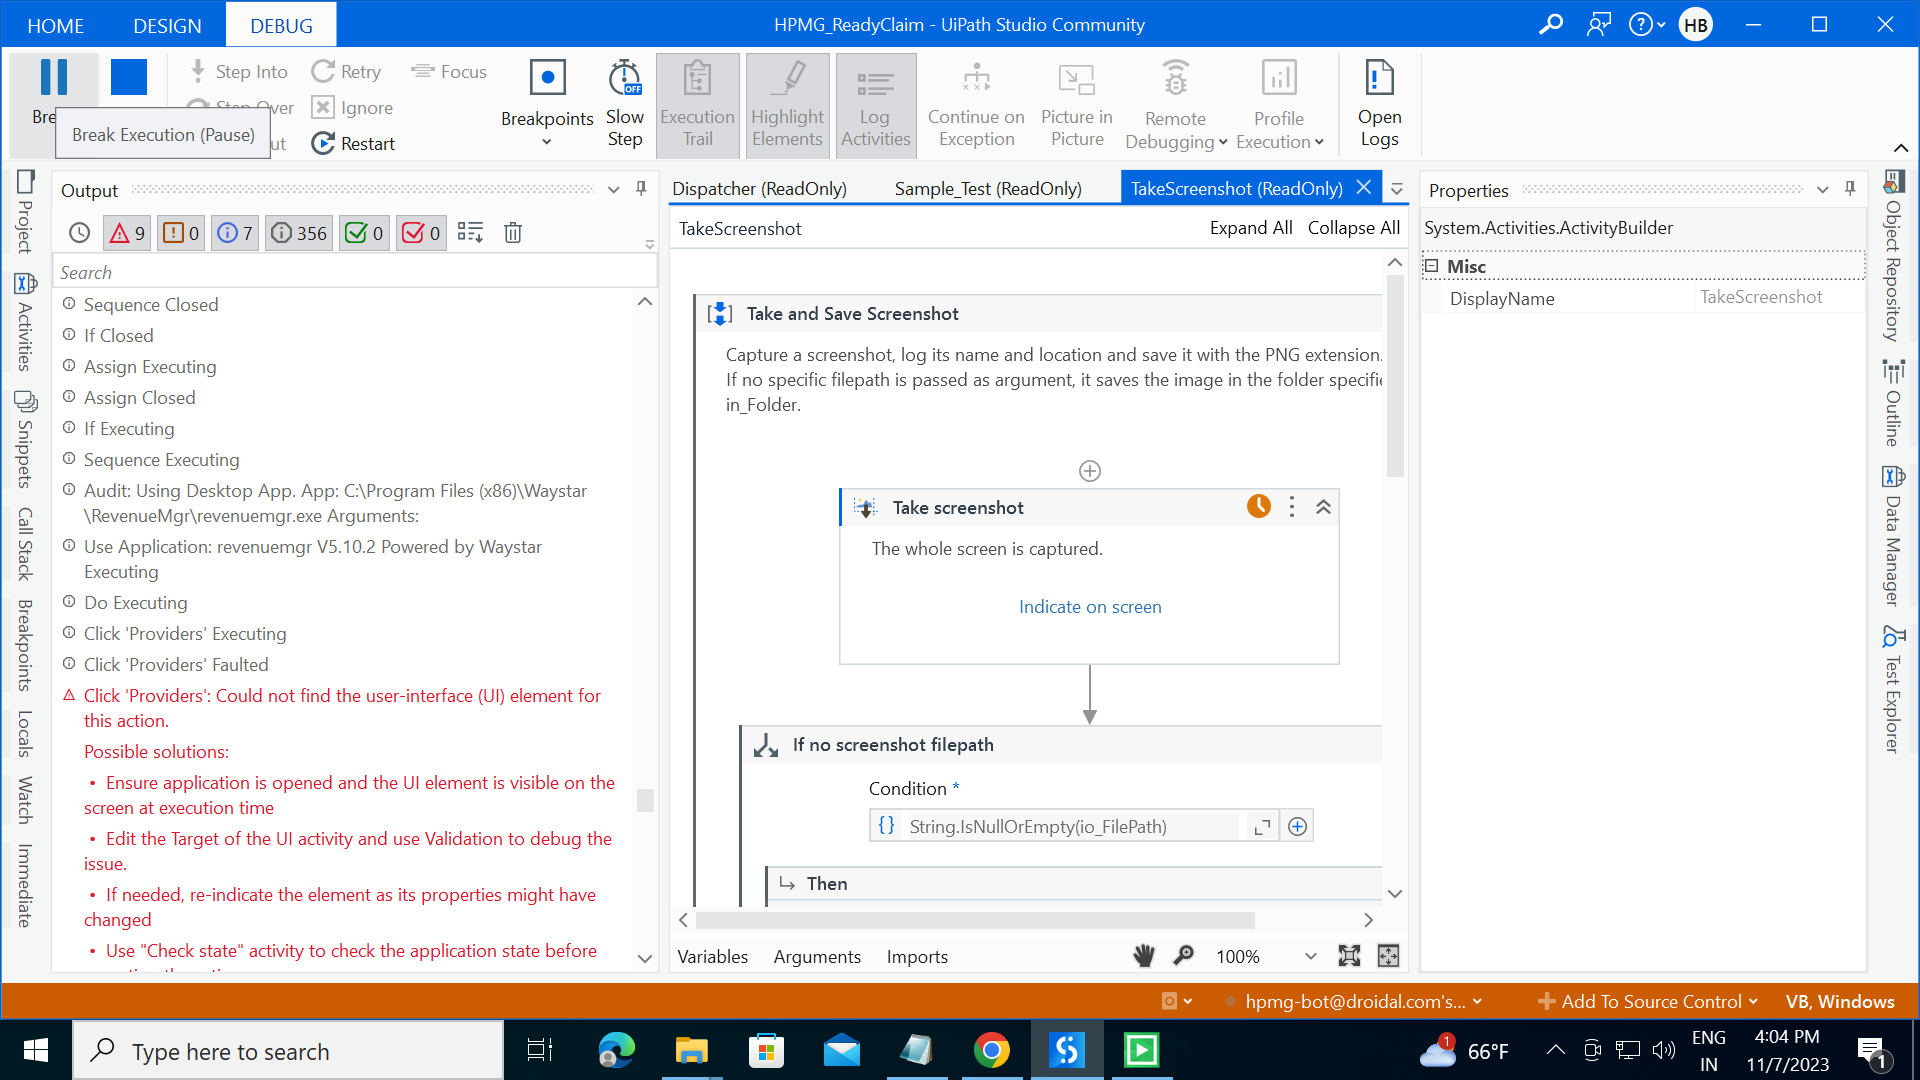 HOME
DESIGN
DEBUG
HPMG_ReadyClaim - UiPath Studio Community
HB
Step Into
Retry
Focus
Step Over
Ignore
Break Execution (Pause)
Restart
Breakpoints
Slow Step
Execution Trail
Highlight Elements
Log Activities
Continue on Exception
Picture in Picture
Remote Debugging
Profile Execution
Open Logs
Project
Activities
Snippets
Call Stack
Breakpoints
Locals
Watch
Immediate
Output
9
0
7
356
0
0
Search
Sequence Closed
If Closed
Assign Executing
Assign Closed
If Executing
Sequence Executing
Audit: Using Desktop App. App: C:\Program Files (x86)\Waystar
\RevenueMgr\revenuemgr.exe Arguments:
Use Application: revenuemgr V5.10.2 Powered by Waystar
Executing
Do Executing
Click 'Providers' Executing
Click 'Providers' Faulted
Click 'Providers': Could not find the user-interface (UI) element for
this action.
Possible solutions:
• Ensure application is opened and the UI element is visible on the
screen at execution time
• Edit the Target of the UI activity and use Validation to debug the
issue.
• If needed, re-indicate the element as its properties might have
changed
• Use "Check state" activity to check the application state before
Dispatcher (ReadOnly)
Sample_Test (ReadOnly)
TakeScreenshot (ReadOnly)
TakeScreenshot
Expand All
Collapse All
Take and Save Screenshot
Capture a screenshot, log its name and location and save it with the PNG extension.
If no specific filepath is passed as argument, it saves the image in the folder specifie
in_Folder.
Take screenshot
The whole screen is captured.
Indicate on screen
If no screenshot filepath
Condition *
String.IsNullOrEmpty(io_FilePath)
Then
Variables
Arguments
Imports
100%
Properties
System.Activities.ActivityBuilder
Misc
DisplayName
TakeScreenshot
Object Repository
Outline
Data Manager
Test Explorer
hpmg-bot@droidal.com's...
Add To Source Control
VB, Windows
Type here to search
1
66°F
ENG
IN
4:04 PM
11/7/2023
1